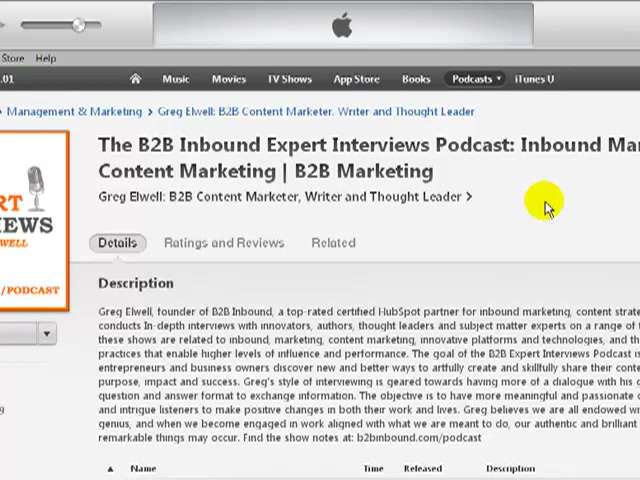 Store Help
.01 Music Movies TV Shows App Store Books Podcasts iTunes U
Management & Marketing > Greg Elwell: B2B Content Marketer, Writer and Thought Leader
The B2B Inbound Expert Interviews Podcast: Inbound Mar
Content Marketing | B2B Marketing
Greg Elwell: B2B Content Marketer, Writer and Thought Leader >
RT
IEWS
WELL
/PODCAST
Details Ratings and Reviews Related
Description
Greg Elwell, founder of B2B Inbound, a top-rated certified HubSpot partner for inbound marketing, content strate
conducts In-depth interviews with innovators, authors, thought leaders and subject matter experts on a range of
these shows are related to inbound, marketing, content marketing, innovative platforms and technologies, and th
practices that enable higher levels of influence and performance. The goal of the B2B Expert Interviews Podcast is
entrepreneurs and business owners discover new and better ways to artfully create and skillfully share their conte
purpose, impact and success. Greg's style of interviewing is geared towards having more of a dialogue with his g
question and answer format to exchange information. The objective is to have more meaningful and passionate c
and intrigue listeners to make positive changes in both their work and lives. Greg believes we are all endowed wi
genius, and when we become engaged in work aligned with what we are meant to do, our authentic and brilliant
remarkable things may occur. Find the show notes at: b2binbound.com/podcast
9
Name Time Released Description